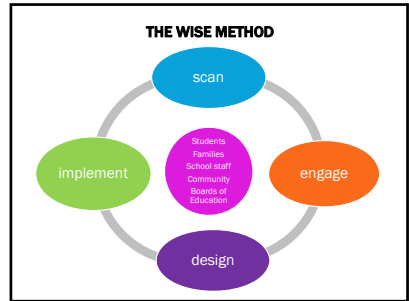 THE WISE METHOD
scan
implement
Students
Families
School staff
Community
Boards of
Education
engage
design